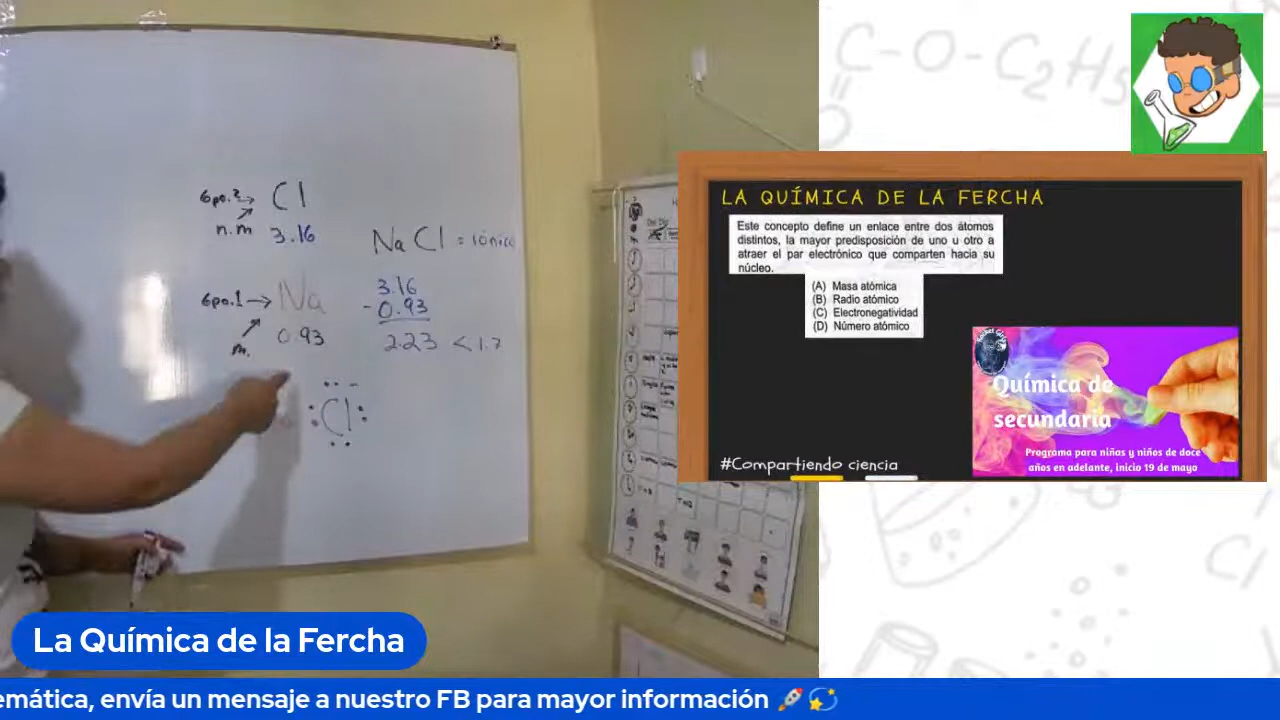 Gpo.2→ Cl
n.m 3.16
NaCl = iónico
Gpo.1→ Na
m. 0.93
3.16
-0.93
2.23 < 1.7
Cl
C-O-C2H5
O
LA QUÍMICA DE LA FERCHA
Este concepto define un enlace entre dos átomos
distintos, la mayor predisposición de uno u otro a
atraer el par electrónico que comparten hacia su
núcleo.
(A) Masa atómica
(B) Radio atómico
(C) Electronegatividad
(D) Número atómico
Química de
secundaria
Programa para niñas y niños de doce
años en adelante, inicio 19 de mayo
#Compartiendo ciencia
Cl
La Química de la Fercha
emática, envía un mensaje a nuestro FB para mayor información 🚀 💫